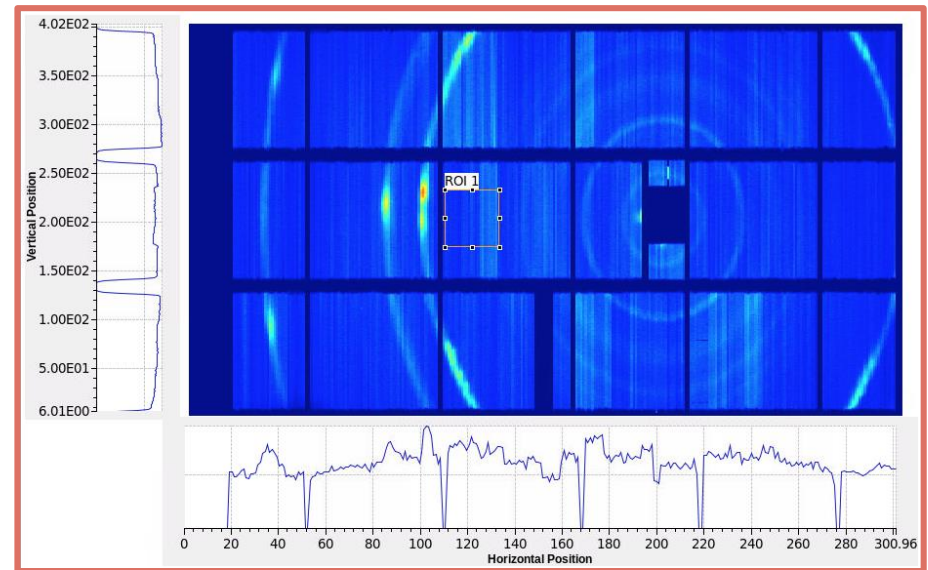 4.02E02
3.50E02
3.00E02
2.50E02
2.00E02
1.50E02
1.00E02
5.00E01
6.01E00
Vertical Position
ROI 1
0 20 40 60 80 100 120 140 160 180 200 220 240 260 280 300.96
Horizontal Position